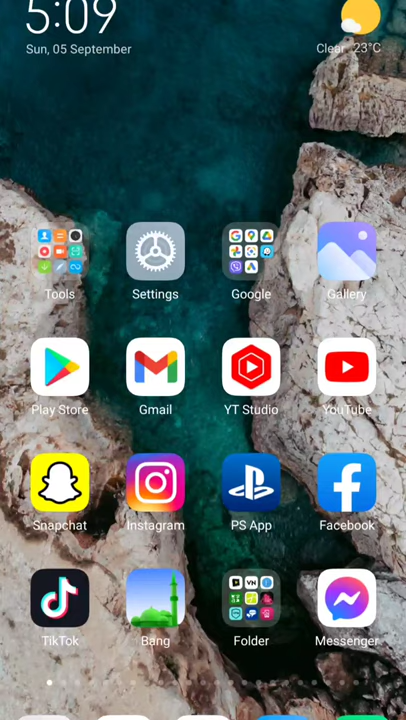 5:09
Sun, 05 September
Clear 23°C
Tools
Settings
Google
Gallery
Play Store
Gmail
YT Studio
YouTube
Snapchat
Instagram
PS App
Facebook
TikTok
Bang
Folder
Messenger